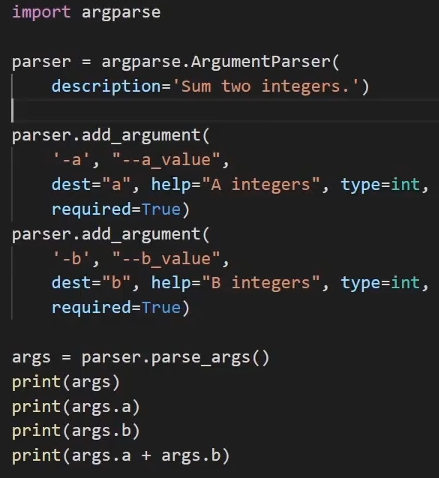 import argparse

parser = argparse.ArgumentParser(
    description='Sum two integers.')

parser.add_argument(
    '-a', "--a_value",
    dest="a", help="A integers", type=int,
    required=True)
parser.add_argument(
    '-b', "--b_value",
    dest="b", help="B integers", type=int,
    required=True)

args = parser.parse_args()
print(args)
print(args.a)
print(args.b)
print(args.a + args.b)